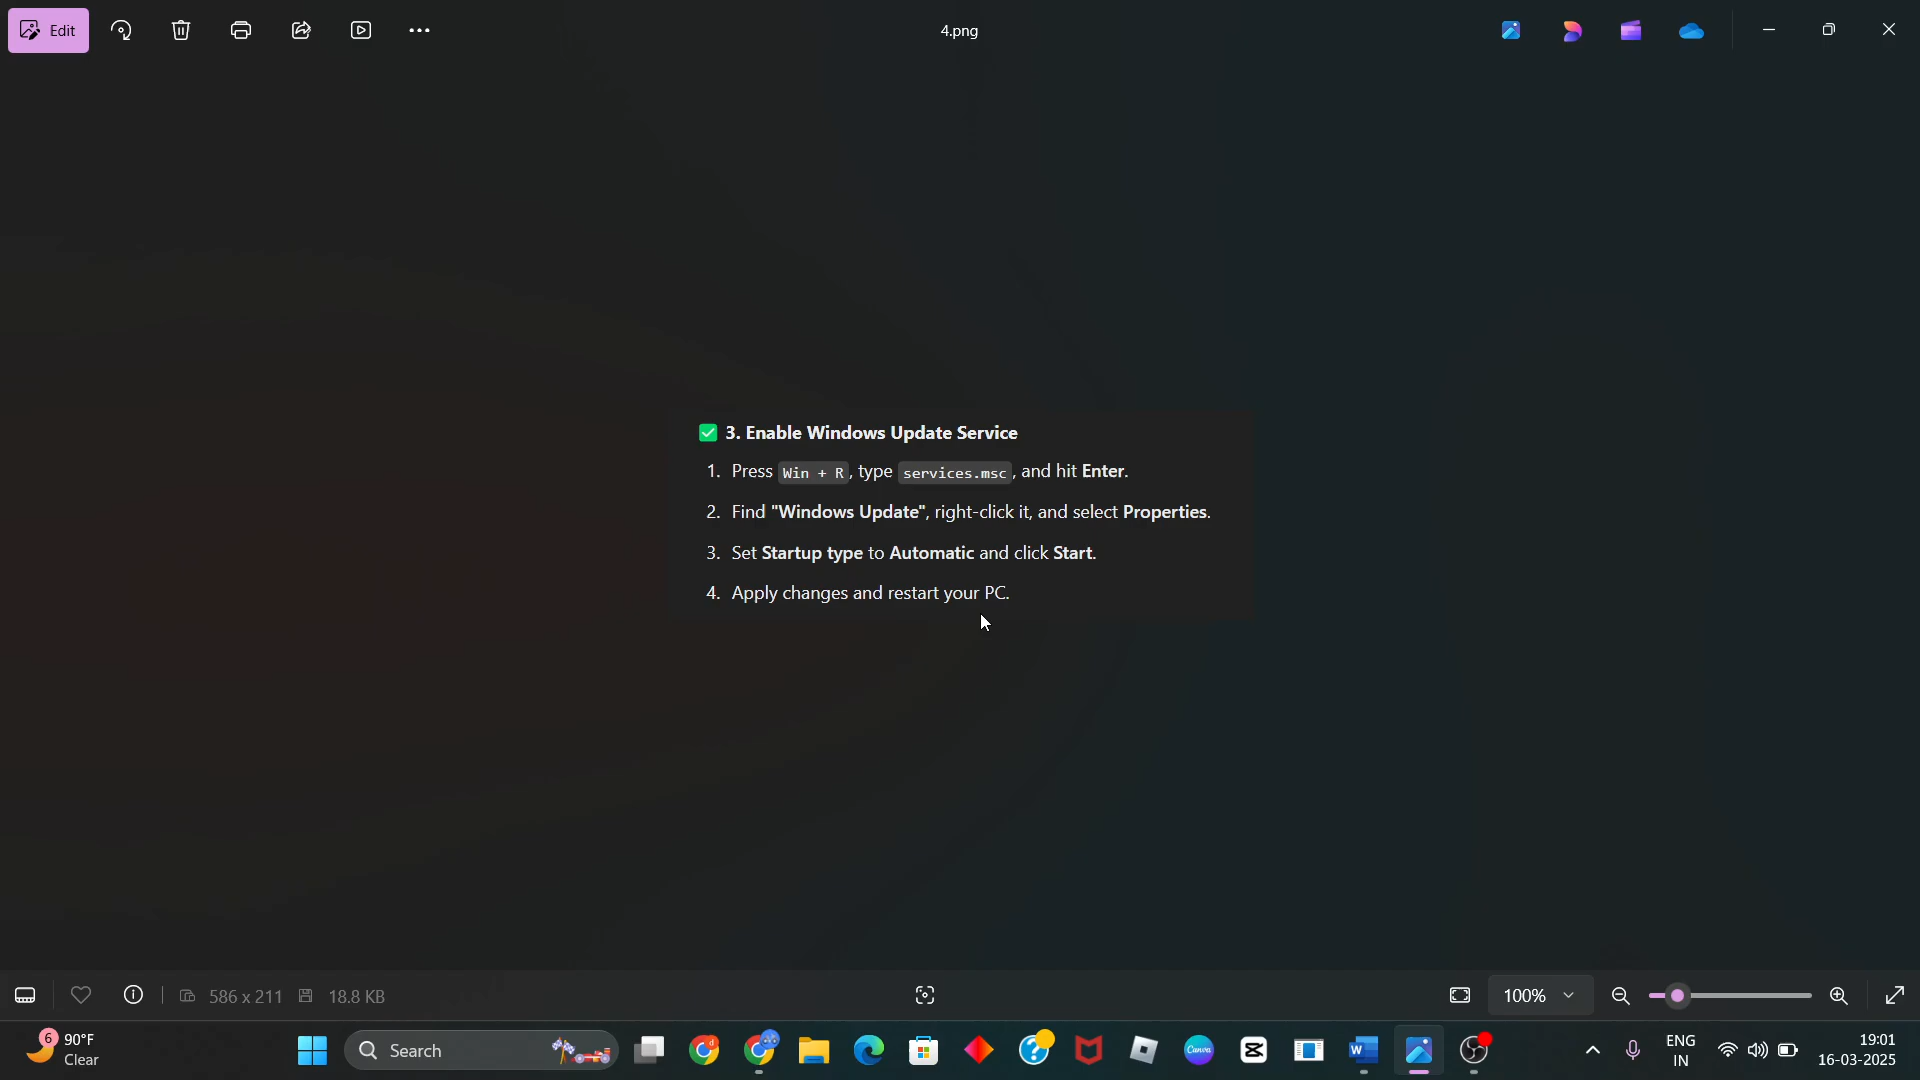 Edit
4.png
3. Enable Windows Update Service
1. Press Win + R, type services.msc, and hit Enter.
2. Find "Windows Update", right-click it, and select Properties.
3. Set Startup type to Automatic and click Start.
4. Apply changes and restart your PC.
586 x 211
18.8 KB
100%
6
90°F
Clear
Search
Canva
W
ENG
IN
19:01
16-03-2025